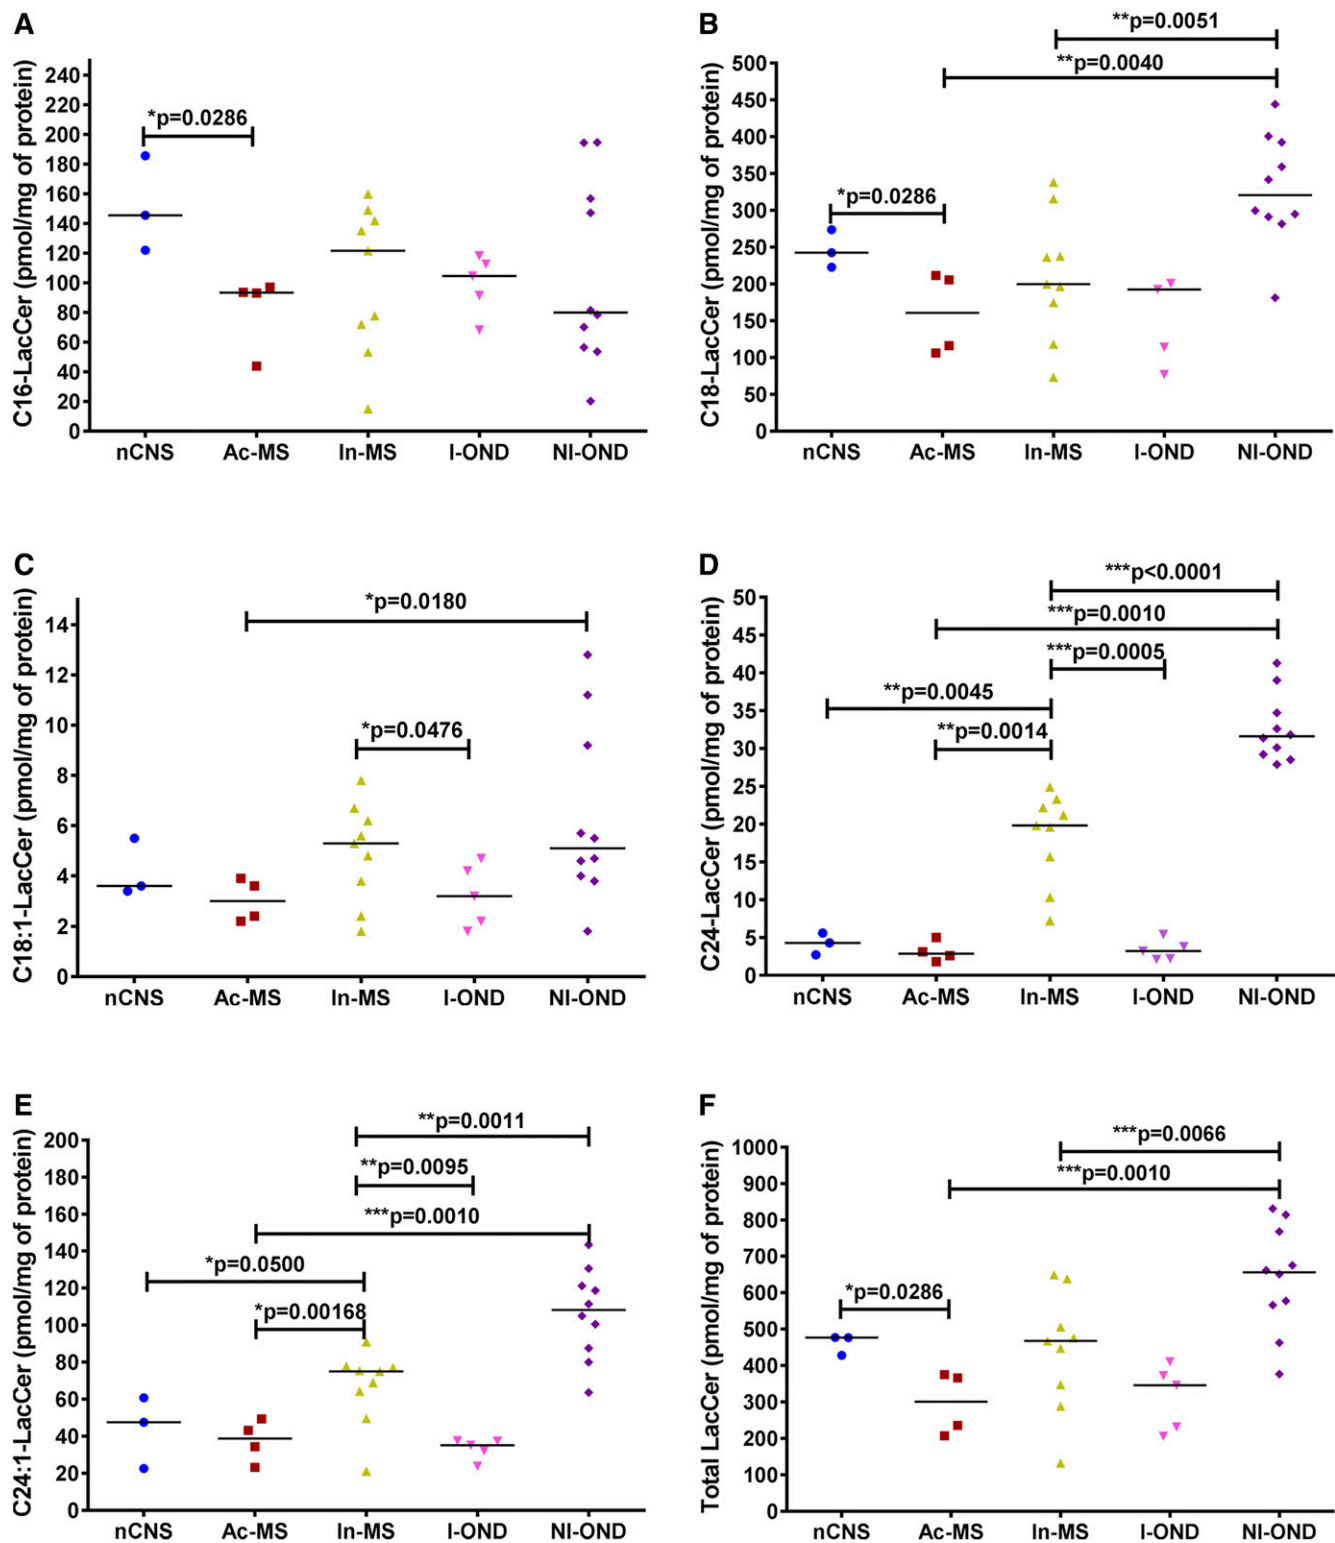 A
C16-LacCer (pmol/mg of protein)
240
220
200
180
160
140
120
100
80
60
40
20
0
*p=0.0286
nCNS Ac-MS In-MS I-OND NI-OND
B
C18-LacCer (pmol/mg of protein)
500
450
400
350
300
250
200
150
100
50
0
**p=0.0051
**p=0.0040
*p=0.0286
nCNS Ac-MS In-MS I-OND NI-OND
C
C18:1-LacCer (pmol/mg of protein)
14
12
10
8
6
4
2
0
*p=0.0180
*p=0.0476
nCNS Ac-MS In-MS I-OND NI-OND
D
C24-LacCer (pmol/mg of protein)
50
45
40
35
30
25
20
15
10
5
0
***p<0.0001
***p=0.0010
***p=0.0005
**p=0.0045
**p=0.0014
nCNS Ac-MS In-MS I-OND NI-OND
E
C24:1-LacCer (pmol/mg of protein)
200
180
160
140
120
100
80
60
40
20
0
**p=0.0011
**p=0.0095
***p=0.0010
*p=0.0500
*p=0.00168
nCNS Ac-MS In-MS I-OND NI-OND
F
Total LacCer (pmol/mg of protein)
1000
900
800
700
600
500
400
300
200
100
0
***p=0.0066
***p=0.0010
*p=0.0286
nCNS Ac-MS In-MS I-OND NI-OND